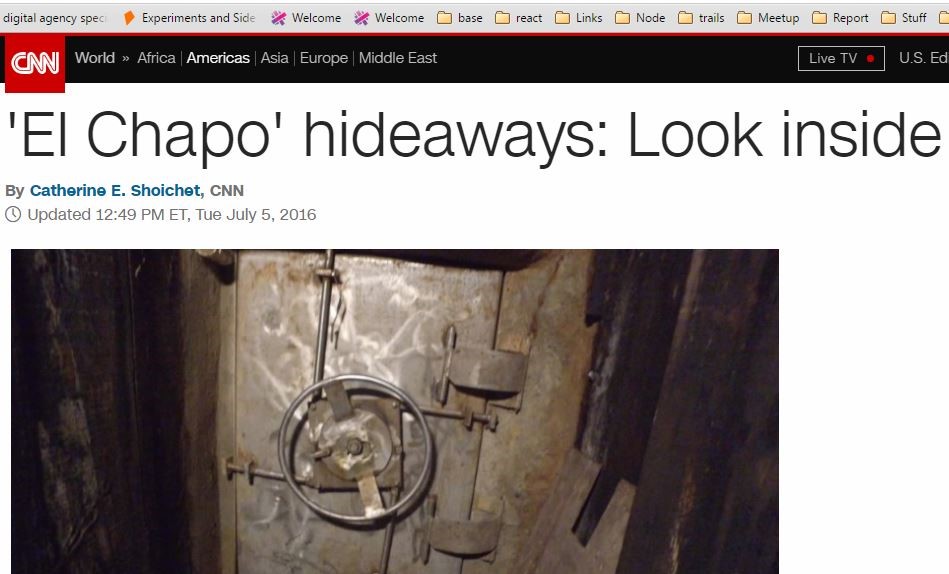 digital agency spec Experiments and Side Welcome Welcome base react Links Node trails Meetup Report Stuff
CNN World » Africa Americas Asia Europe Middle East Live TV U.S. Ed
'El Chapo' hideaways: Look inside
By Catherine E. Shoichet, CNN
Updated 12:49 PM ET, Tue July 5, 2016